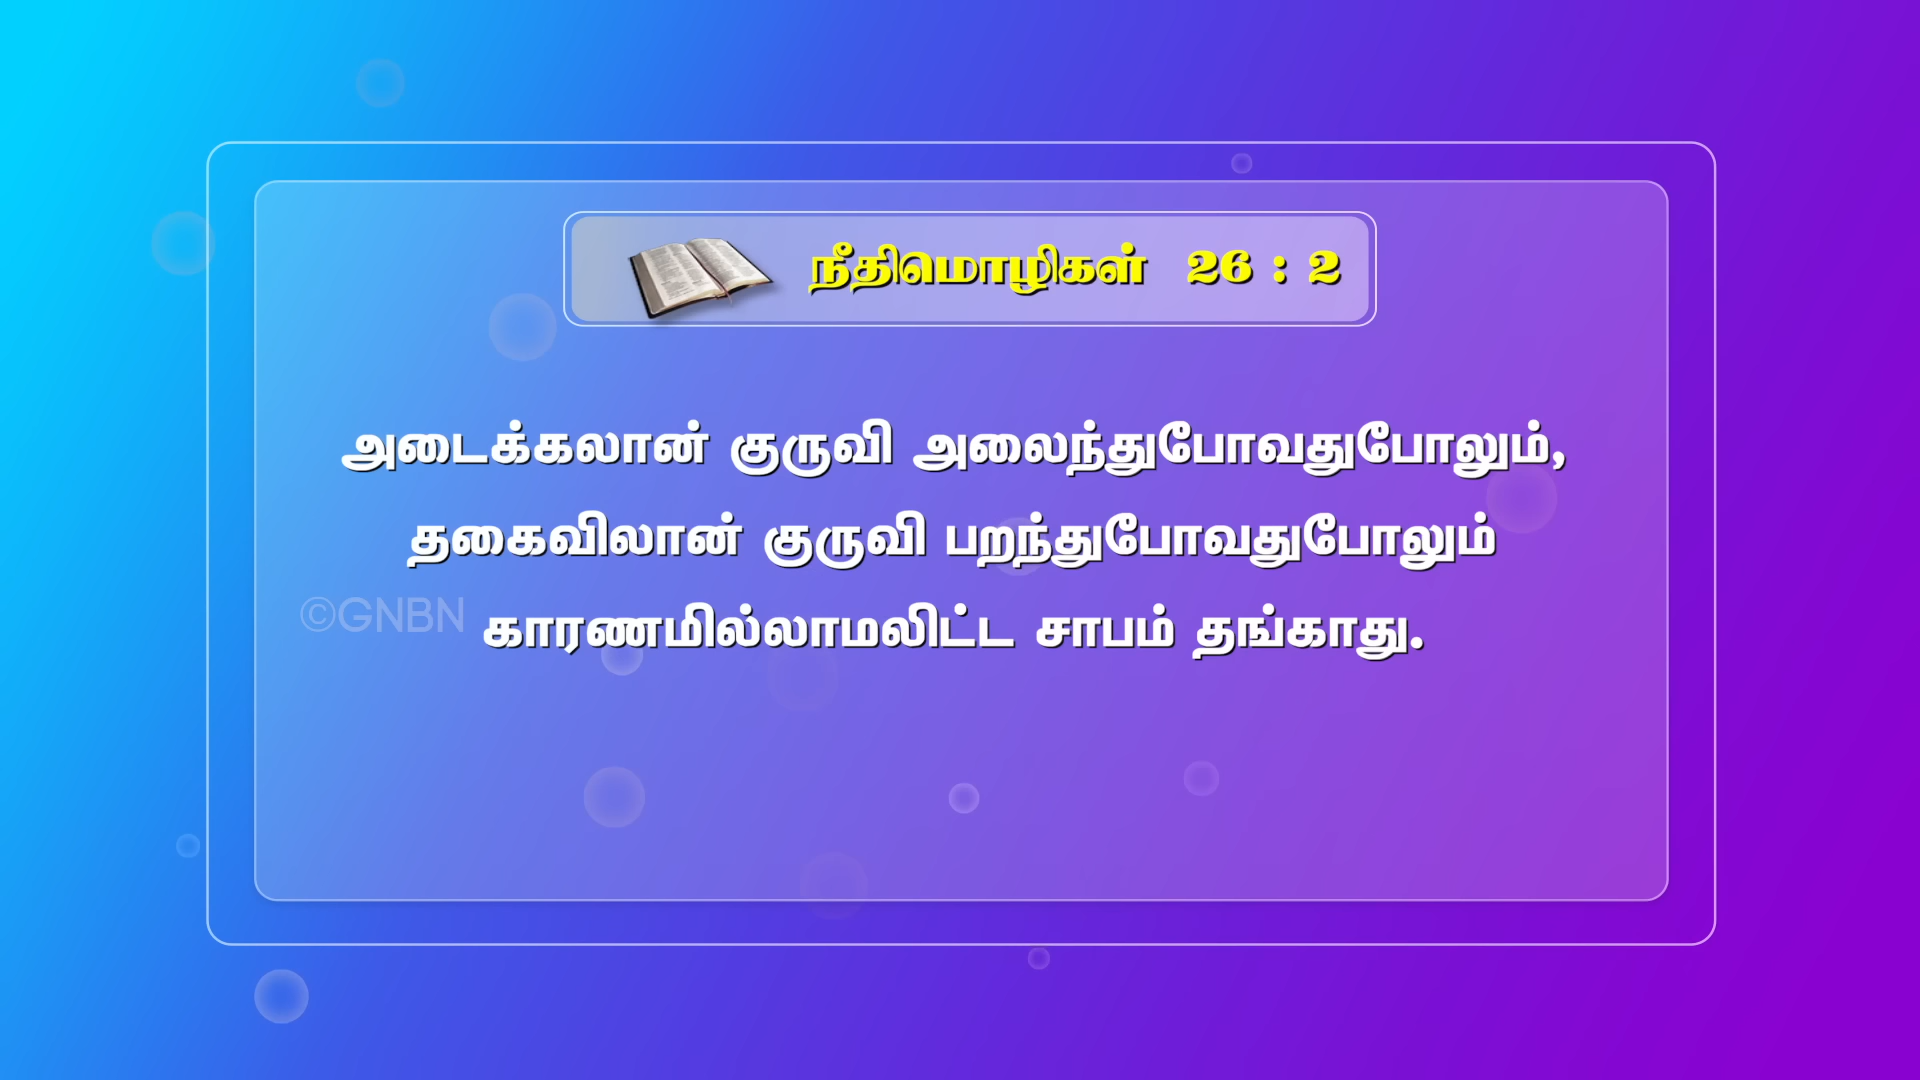 நீதிமொழிகள் 26 : 2
அடைக்கலான் குருவி அலைந்துபோவதுபோலும்,
தகைவிலான் குருவி பறந்துபோவதுபோலும்
காரணமில்லாமலிட்ட சாபம் தங்காது.
©GNBN